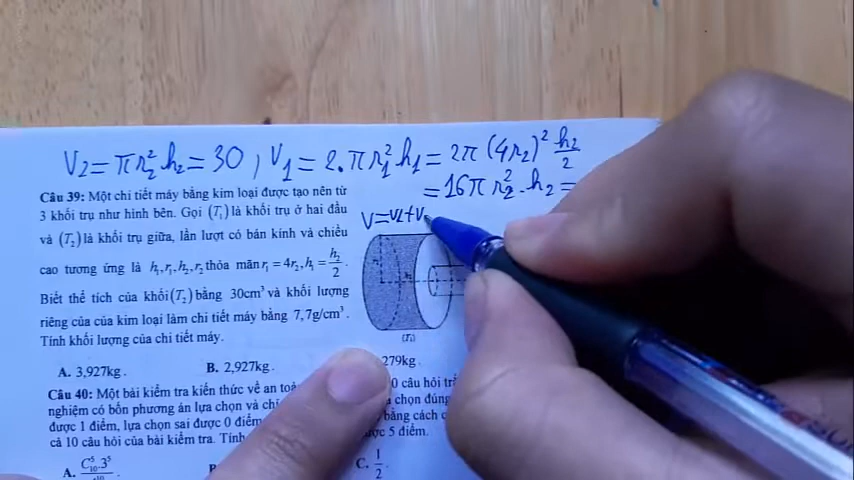 V₂ = πr₂²h₂ = 30 , V₁ = 2.πr₁²h₁ = 2π(4r₂)² h₂/2
= 16πr₂².h₂ =
V = V₂ + V
Câu 39: Một chi tiết máy bằng kim loại được tạo nên từ
3 khối trụ như hình bên. Gọi (T₁) là khối trụ ở hai đầu
và (T₂) là khối trụ giữa, lần lượt có bán kính và chiều
cao tương ứng là h₁,r₁,h₂,r₂ thỏa mãn r₁ = 4r₂, h₁ = h₂/2.
Biết thể tích của khối (T₂) bằng 30cm³ và khối lượng
riêng của của kim loại làm chi tiết máy bằng 7,7g/cm³.
Tính khối lượng của chi tiết máy.
(T₁)
A. 3,927kg. B. 2,927kg. 279kg.
Câu 40: Một bài kiểm tra kiến thức về an toà 0 câu hỏi tr
nghiệm có bốn phương án lựa chọn và chỉ a chọn đúng
được 1 điểm, lựa chọn sai được 0 điểm bằng cách
cả 10 câu hỏi của bài kiểm tra. Tính ược 5 điểm.
A. C₁₀⁵.3⁵ C. 1/2